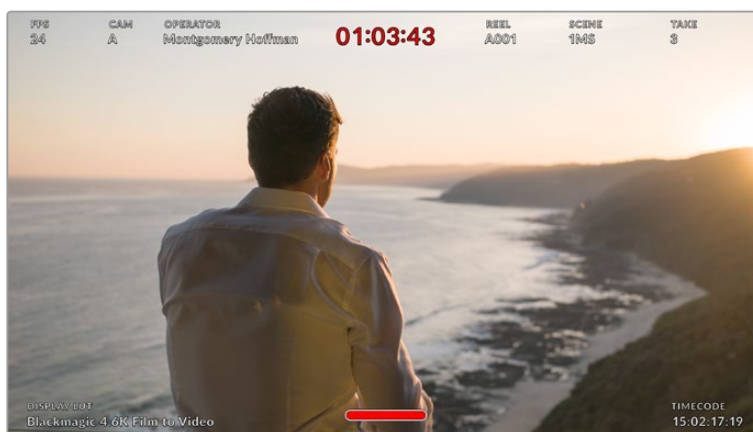 FPS
24
CAM
A
OPERATOR
Montgomery Hoffman
01:03:43
REEL
A001
SCENE
1MS
TAKE
3
DISPLAY LUT
Blackmagic 4.6K Film to Video
TIMECODE
15:02:17:19